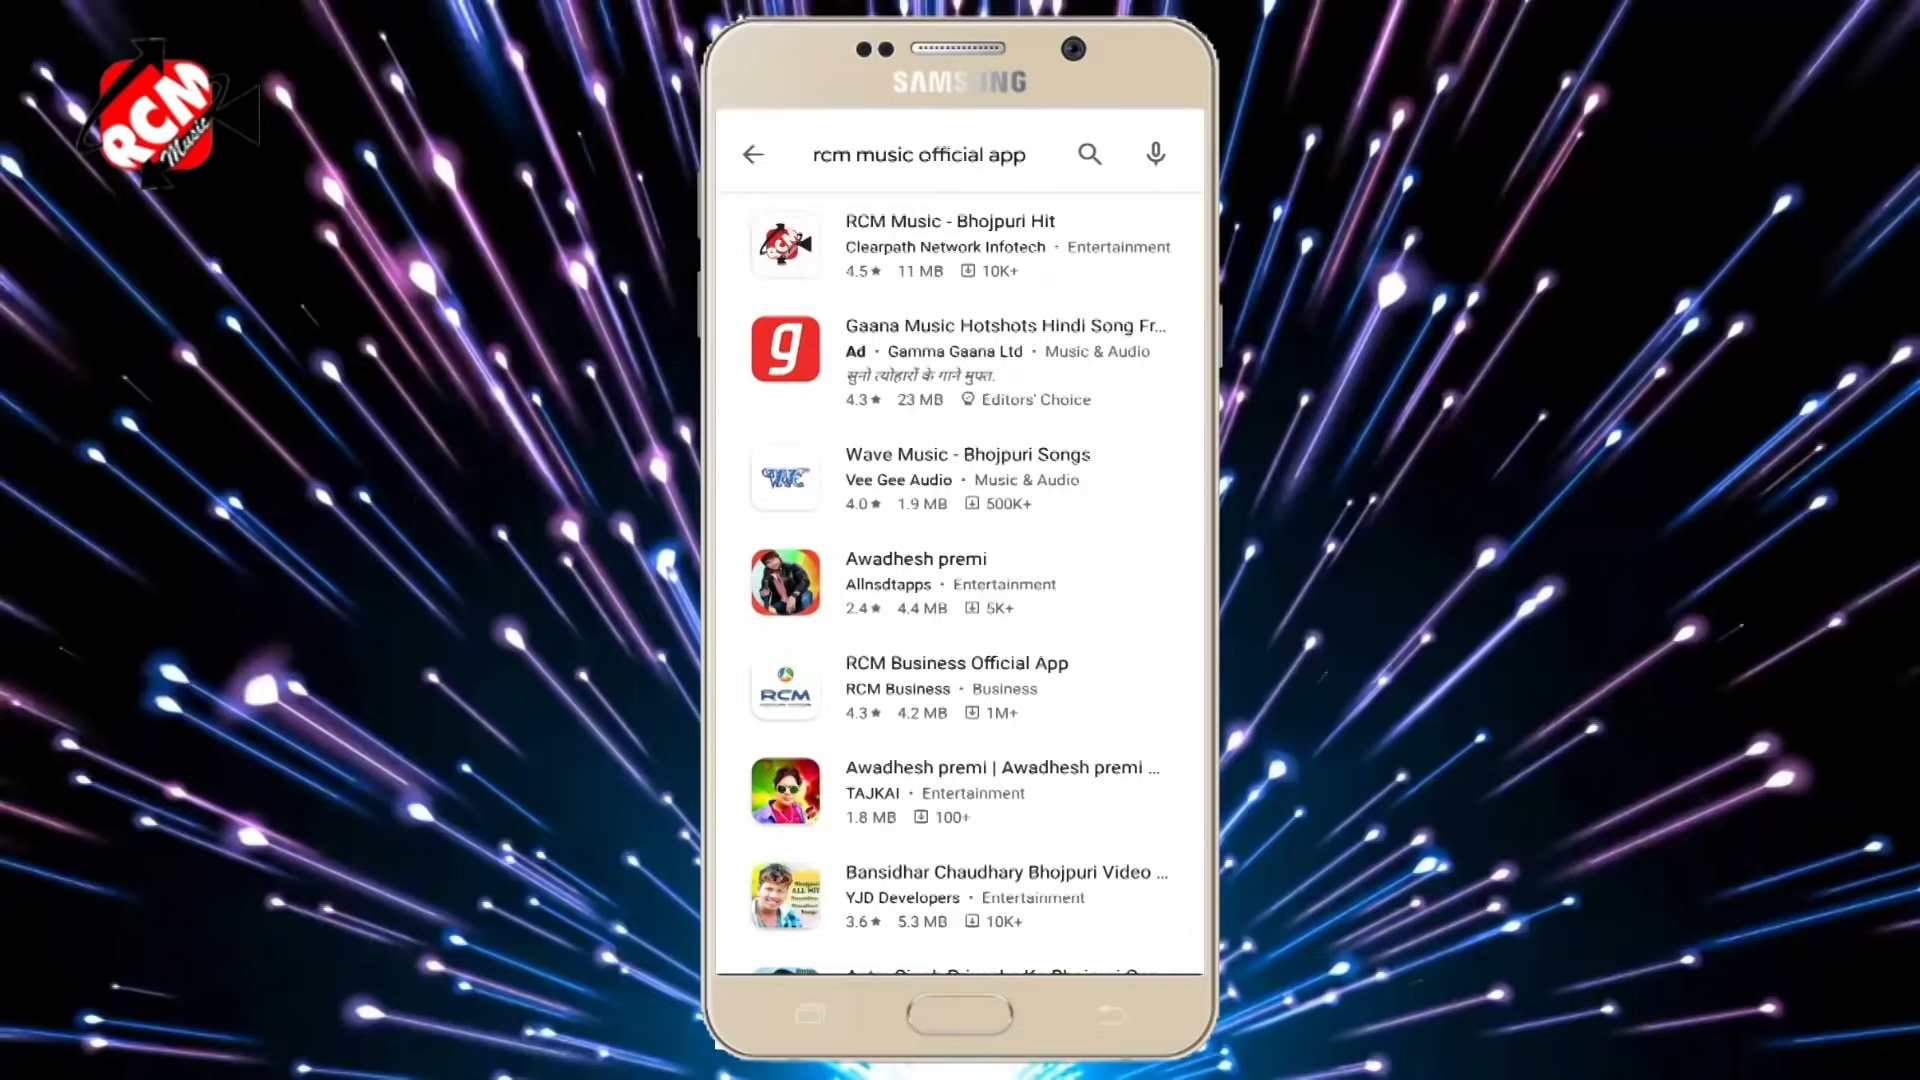 RCM
Music
SAMSUNG
rcm music official app
RCM Music - Bhojpuri Hit
Clearpath Network Infotech • Entertainment
4.5★ 11 MB 10K+
Gaana Music Hotshots Hindi Song Fr...
Ad • Gamma Gaana Ltd • Music & Audio
सुनो त्योहारों के गाने मुफ्त.
4.3★ 23 MB Editors' Choice
Wave Music - Bhojpuri Songs
Vee Gee Audio • Music & Audio
4.0★ 1.9 MB 500K+
Awadhesh premi
Allnsdtapps • Entertainment
2.4★ 4.4 MB 5K+
RCM Business Official App
RCM
RCM Business • Business
4.3★ 4.2 MB 1M+
Awadhesh premi | Awadhesh premi ...
TAJKAI • Entertainment
1.8 MB 100+
Bansidhar Chaudhary Bhojpuri Video ...
YJD Developers • Entertainment
3.6★ 5.3 MB 10K+